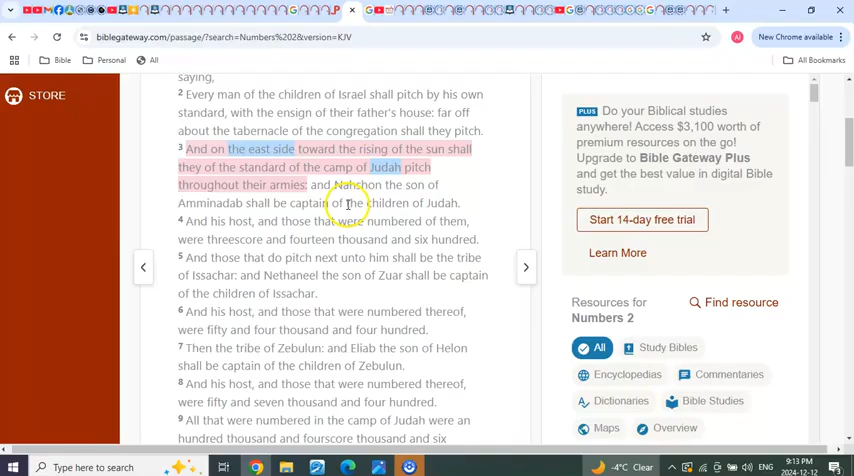 biblegateway.com/passage/?search=Numbers%202&version=KJV
AI
New Chrome available
Bible
Personal
All
All Bookmarks
STORE
saying,
2 Every man of the children of Israel shall pitch by his own
standard, with the ensign of their father's house: far off
about the tabernacle of the congregation shall they pitch.
3 And on the east side toward the rising of the sun shall
they of the standard of the camp of Judah pitch
throughout their armies: and Nahshon the son of
Amminadab shall be captain of the children of Judah.
4 And his host, and those that were numbered of them,
were threescore and fourteen thousand and six hundred.
5 And those that do pitch next unto him shall be the tribe
of Issachar: and Nethaneel the son of Zuar shall be captain
of the children of Issachar.
6 And his host, and those that were numbered thereof,
were fifty and four thousand and four hundred.
7 Then the tribe of Zebulun: and Eliab the son of Helon
shall be captain of the children of Zebulun.
8 And his host, and those that were numbered thereof,
were fifty and seven thousand and four hundred.
9 All that were numbered in the camp of Judah were an
hundred thousand and fourscore thousand and six
PLUS Do your Biblical studies
anywhere! Access $3,100 worth of
premium resources on the go!
Upgrade to Bible Gateway Plus
and get the best value in digital Bible
study.
Start 14-day free trial
Learn More
Resources for
Numbers 2
Find resource
All
Study Bibles
Encyclopedias
Commentaries
Dictionaries
Bible Studies
Maps
Overview
Type here to search
-4°C Clear
ENG
9:13 PM
2024-12-12